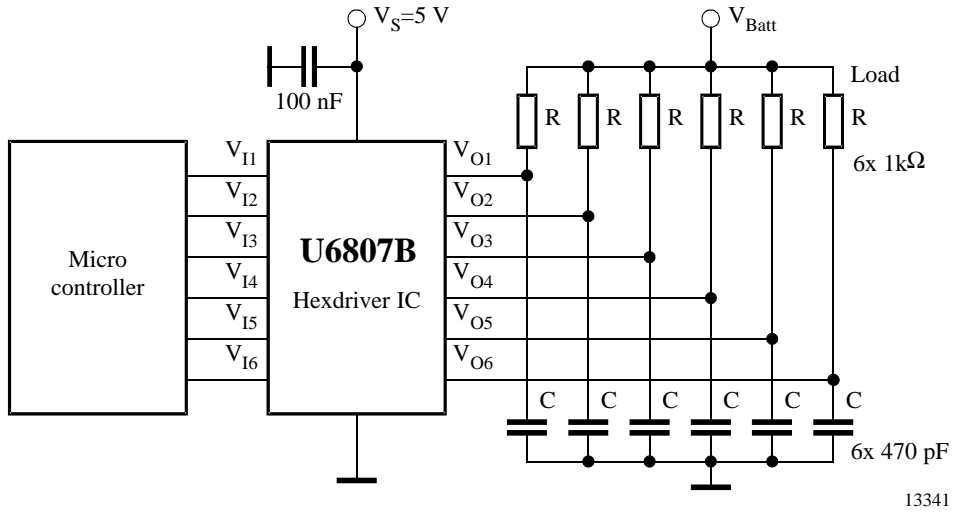 V_S=5 V
V_Batt
100 nF
Load
R R R R R R
6x 1kΩ
V_I1
V_I2
V_I3
V_I4
V_I5
V_I6
Micro
controller
U6807B
Hexdriver IC
V_O1
V_O2
V_O3
V_O4
V_O5
V_O6
C C C C C C
6x 470 pF
13341